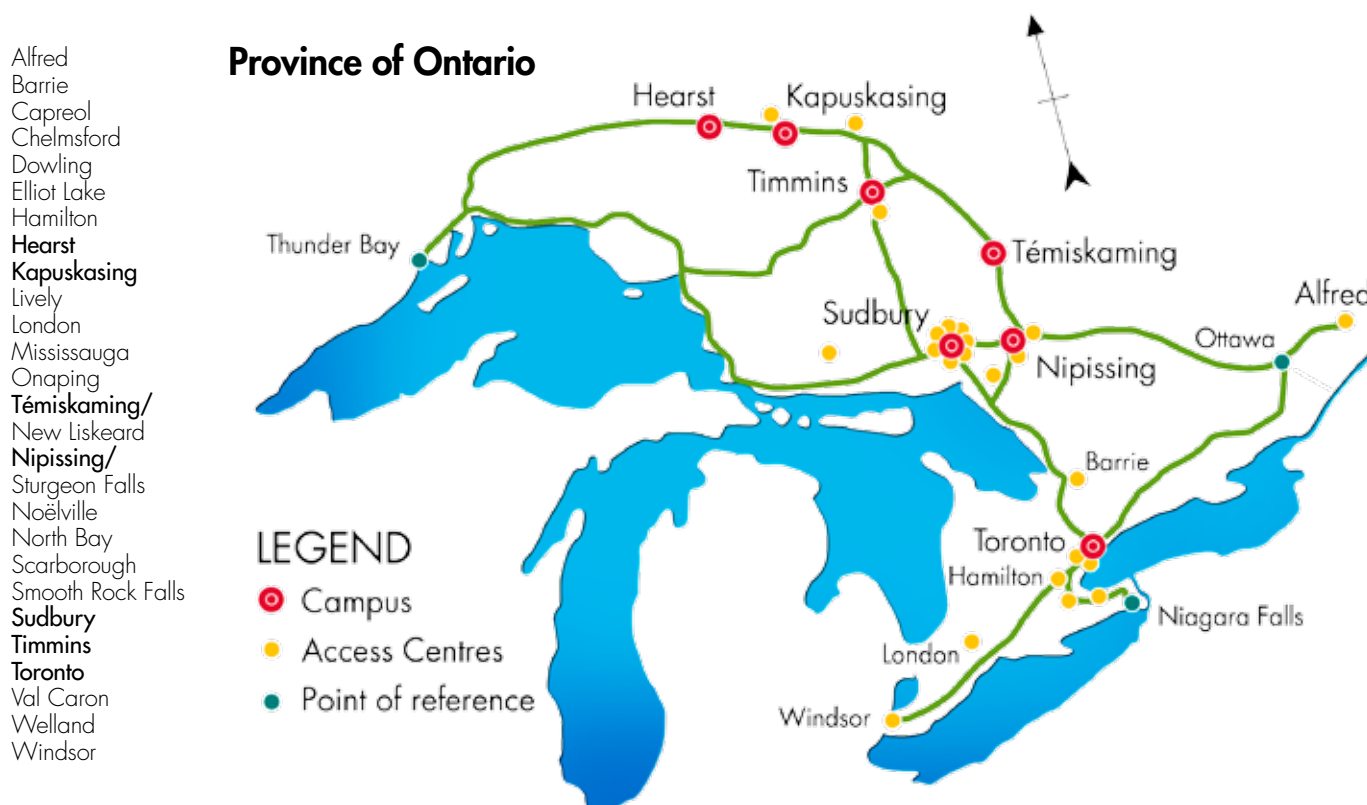 Alfred
Barrie
Capreol
Chelmsford
Dowling
Elliot Lake
Hamilton
Hearst
Kapuskasing
Lively
London
Mississauga
Onaping
Témiskaming/
New Liskeard
Nipissing/
Sturgeon Falls
Noëlville
North Bay
Scarborough
Smooth Rock Falls
Sudbury
Timmins
Toronto
Val Caron
Welland
Windsor
Province of Ontario
Hearst
Kapuskasing
Timmins
Thunder Bay
Témiskaming
Alfred
Sudbury
Ottawa
Nipissing
Barrie
Toronto
Hamilton
Niagara Falls
London
Windsor
LEGEND
Campus
Access Centres
Point of reference